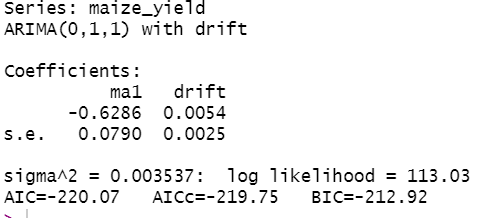 Series: maize_yield
ARIMA(0,1,1) with drift
Coefficients:
ma1 drift
-0.6286 0.0054
s.e. 0.0790 0.0025
sigma^2 = 0.003537: log likelihood = 113.03
AIC=-220.07 AICc=-219.75 BIC=-212.92
>